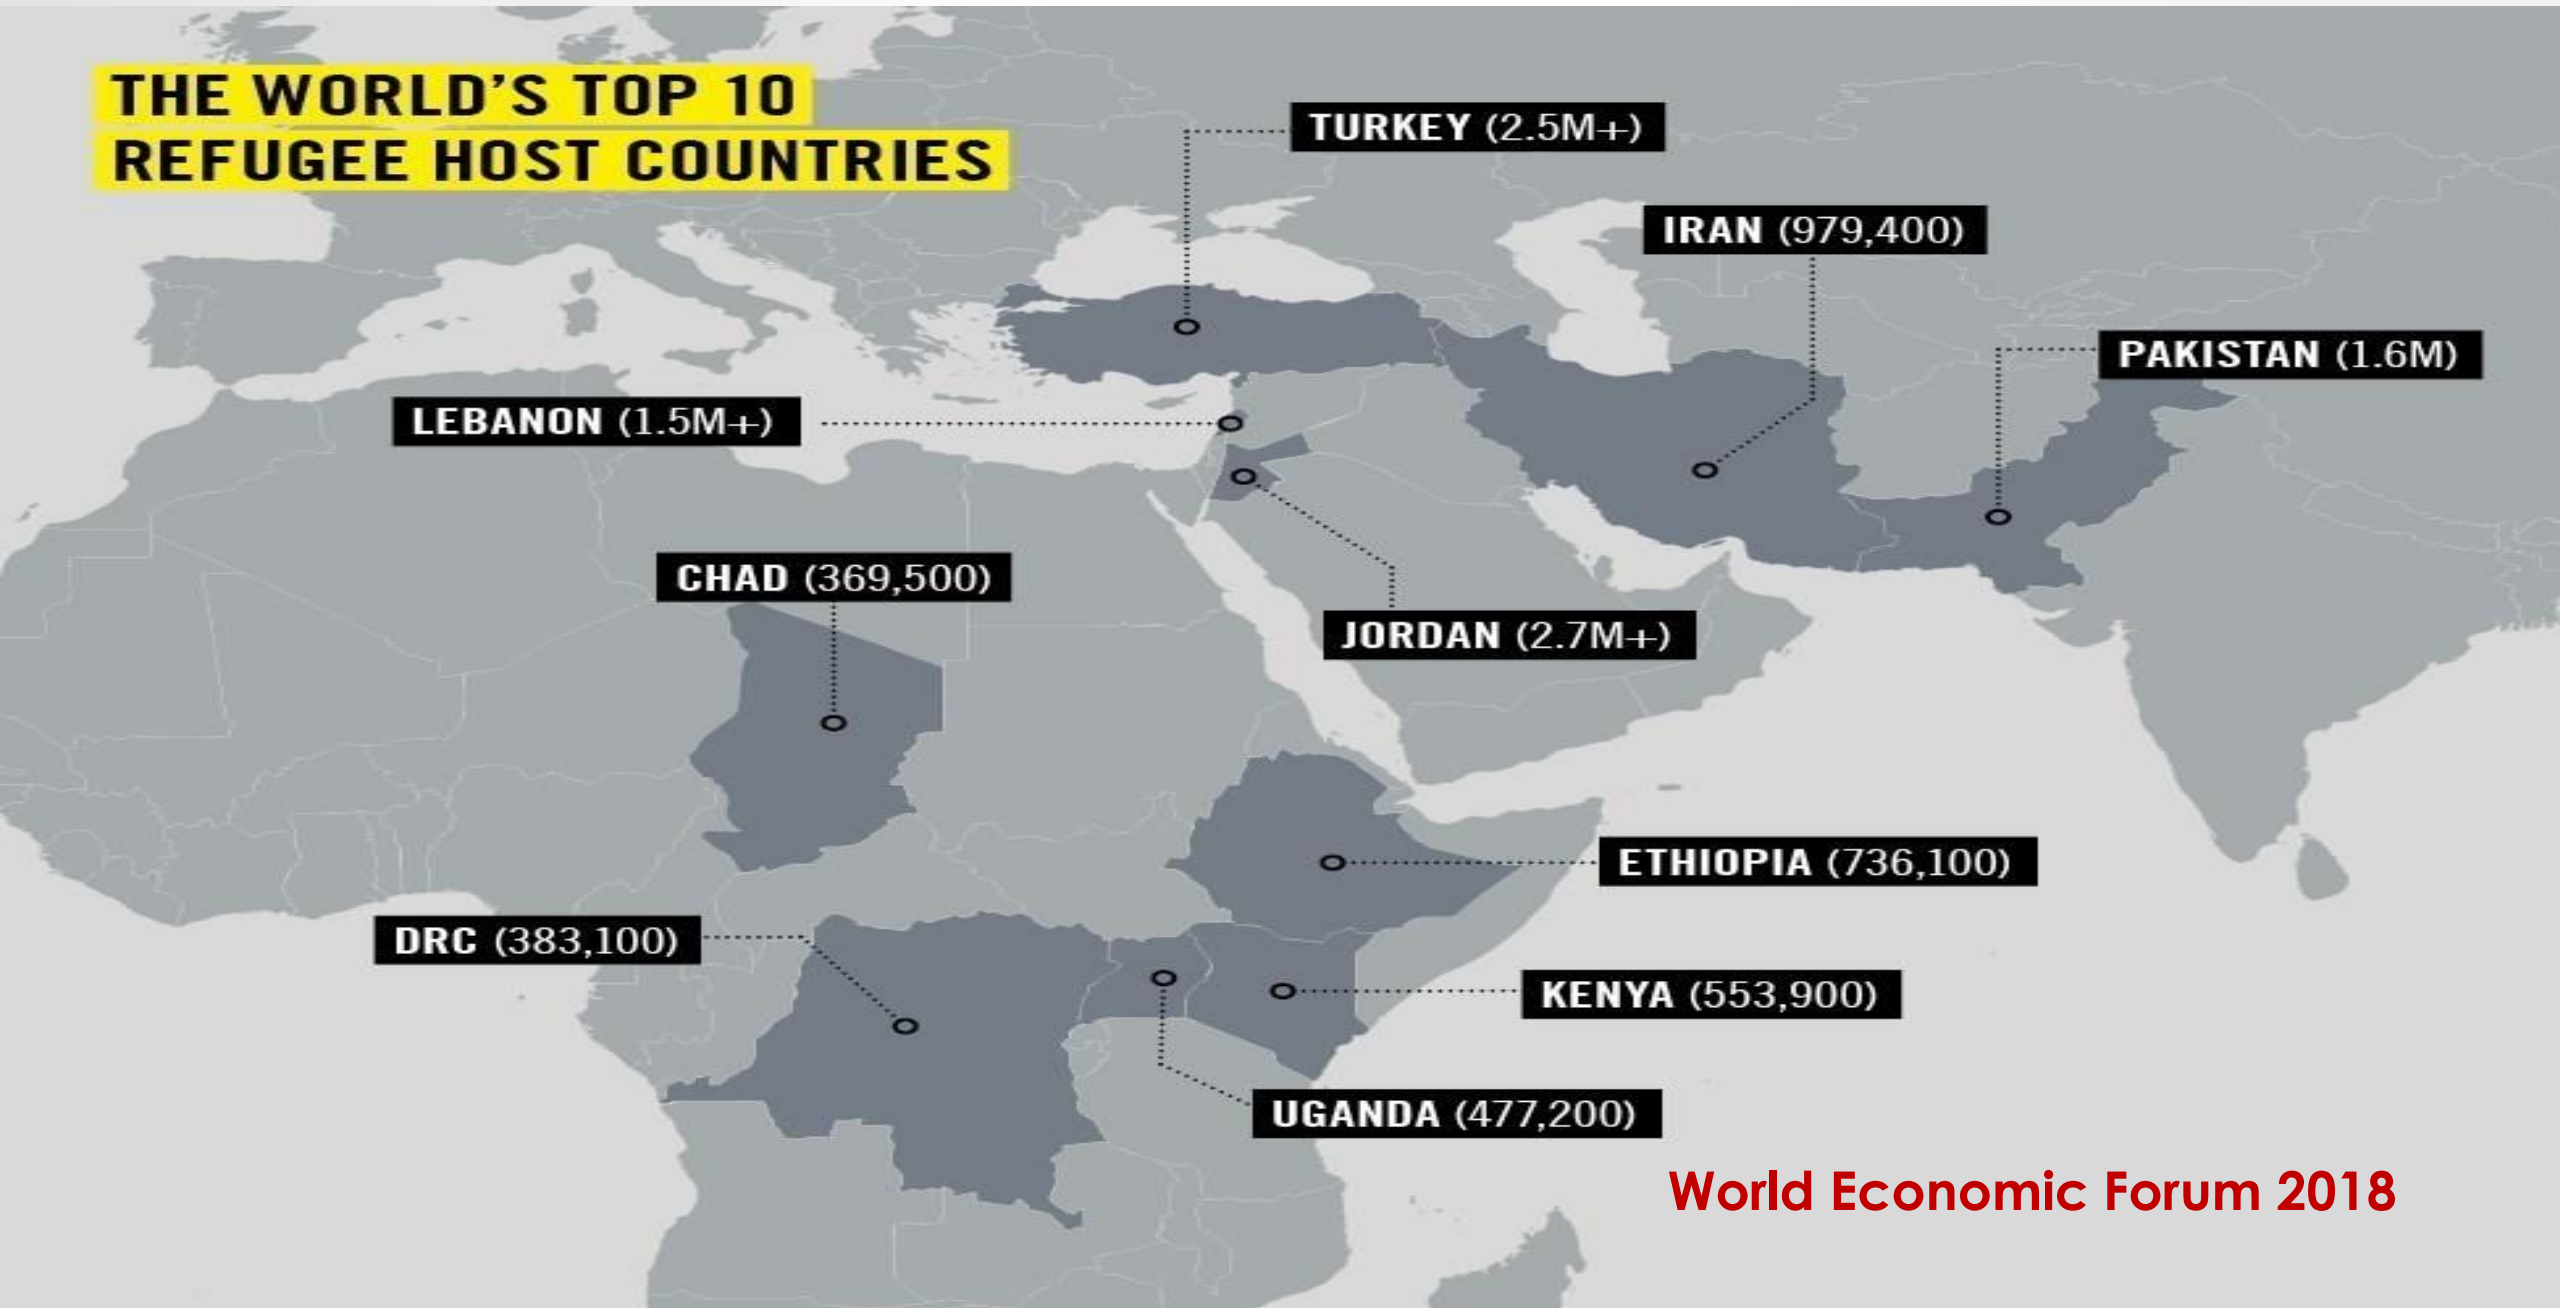 THE WORLD'S TOP 10
REFUGEE HOST COUNTRIES
TURKEY (2.5M+)
IRAN (979,400)
PAKISTAN (1.6M)
LEBANON (1.5M+)
CHAD (369,500)
JORDAN (2.7M+)
ETHIOPIA (736,100)
DRC (383,100)
KENYA (553,900)
UGANDA (477,200)
World Economic Forum 2018